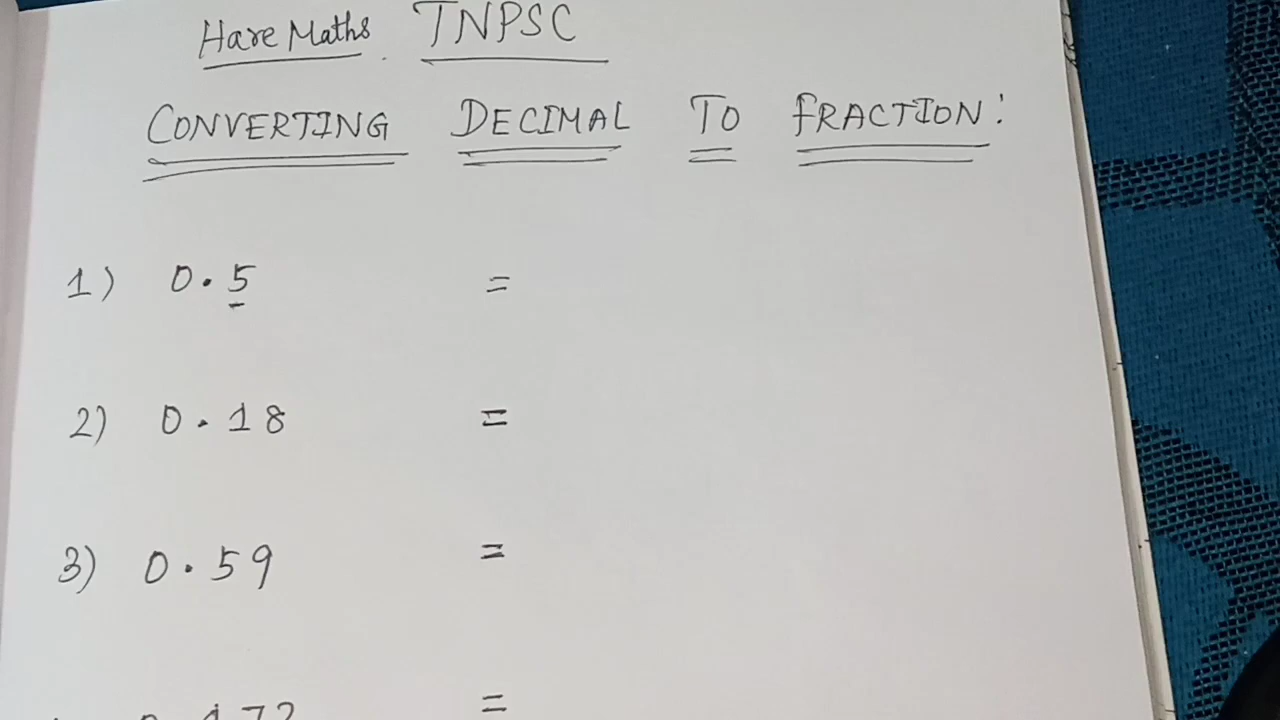 Hare Maths. TNPSC
CONVERTING DECIMAL TO FRACTION:
1) 0.5 =
2) 0.18 =
3) 0.59 =
=